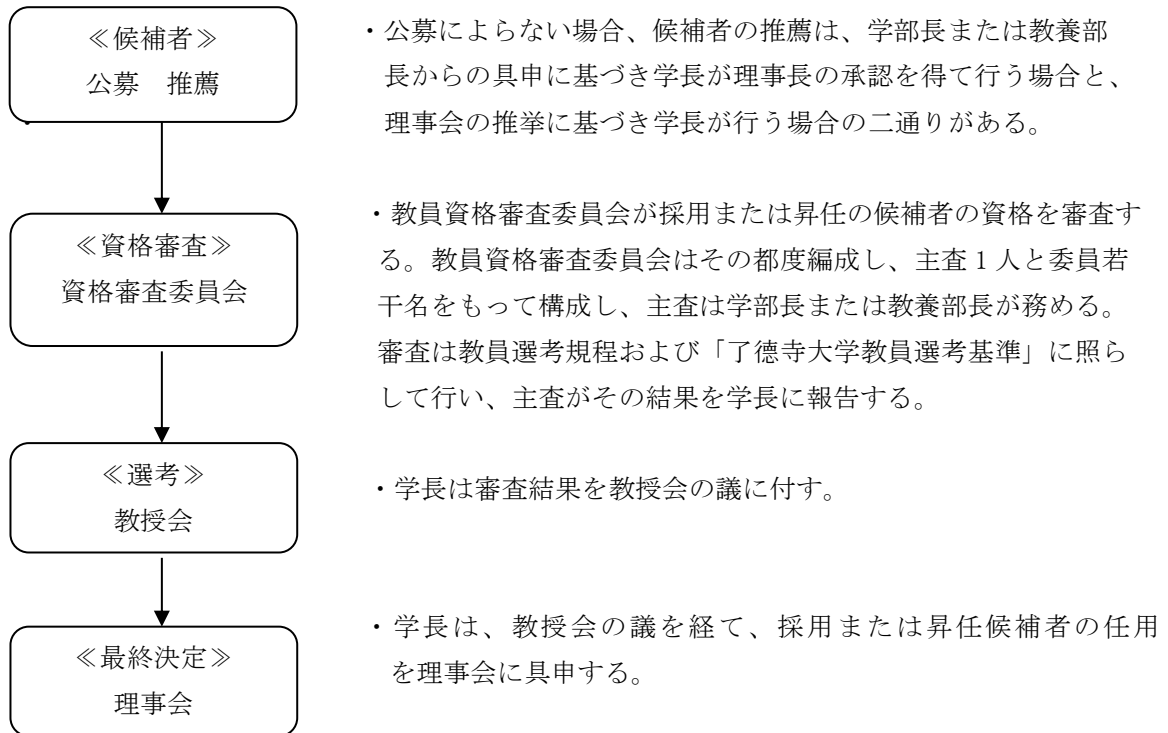 ≪候補者≫
公募　推薦
・公募によらない場合、候補者の推薦は、学部長または教養部
長からの具申に基づき学長が理事長の承認を得て行う場合と、
理事会の推挙に基づき学長が行う場合の二通りがある。
≪資格審査≫
資格審査委員会
・教員資格審査委員会が採用または昇任の候補者の資格を審査す
る。教員資格審査委員会はその都度編成し、主査 1 人と委員若
干名をもって構成し、主査は学部長または教養部長が務める。
審査は教員選考規程および「了德寺大学教員選考基準」に照ら
して行い、主査がその結果を学長に報告する。
≪選考≫
教授会
・学長は審査結果を教授会の議に付す。
≪最終決定≫
理事会
・学長は、教授会の議を経て、採用または昇任候補者の任用
を理事会に具申する。